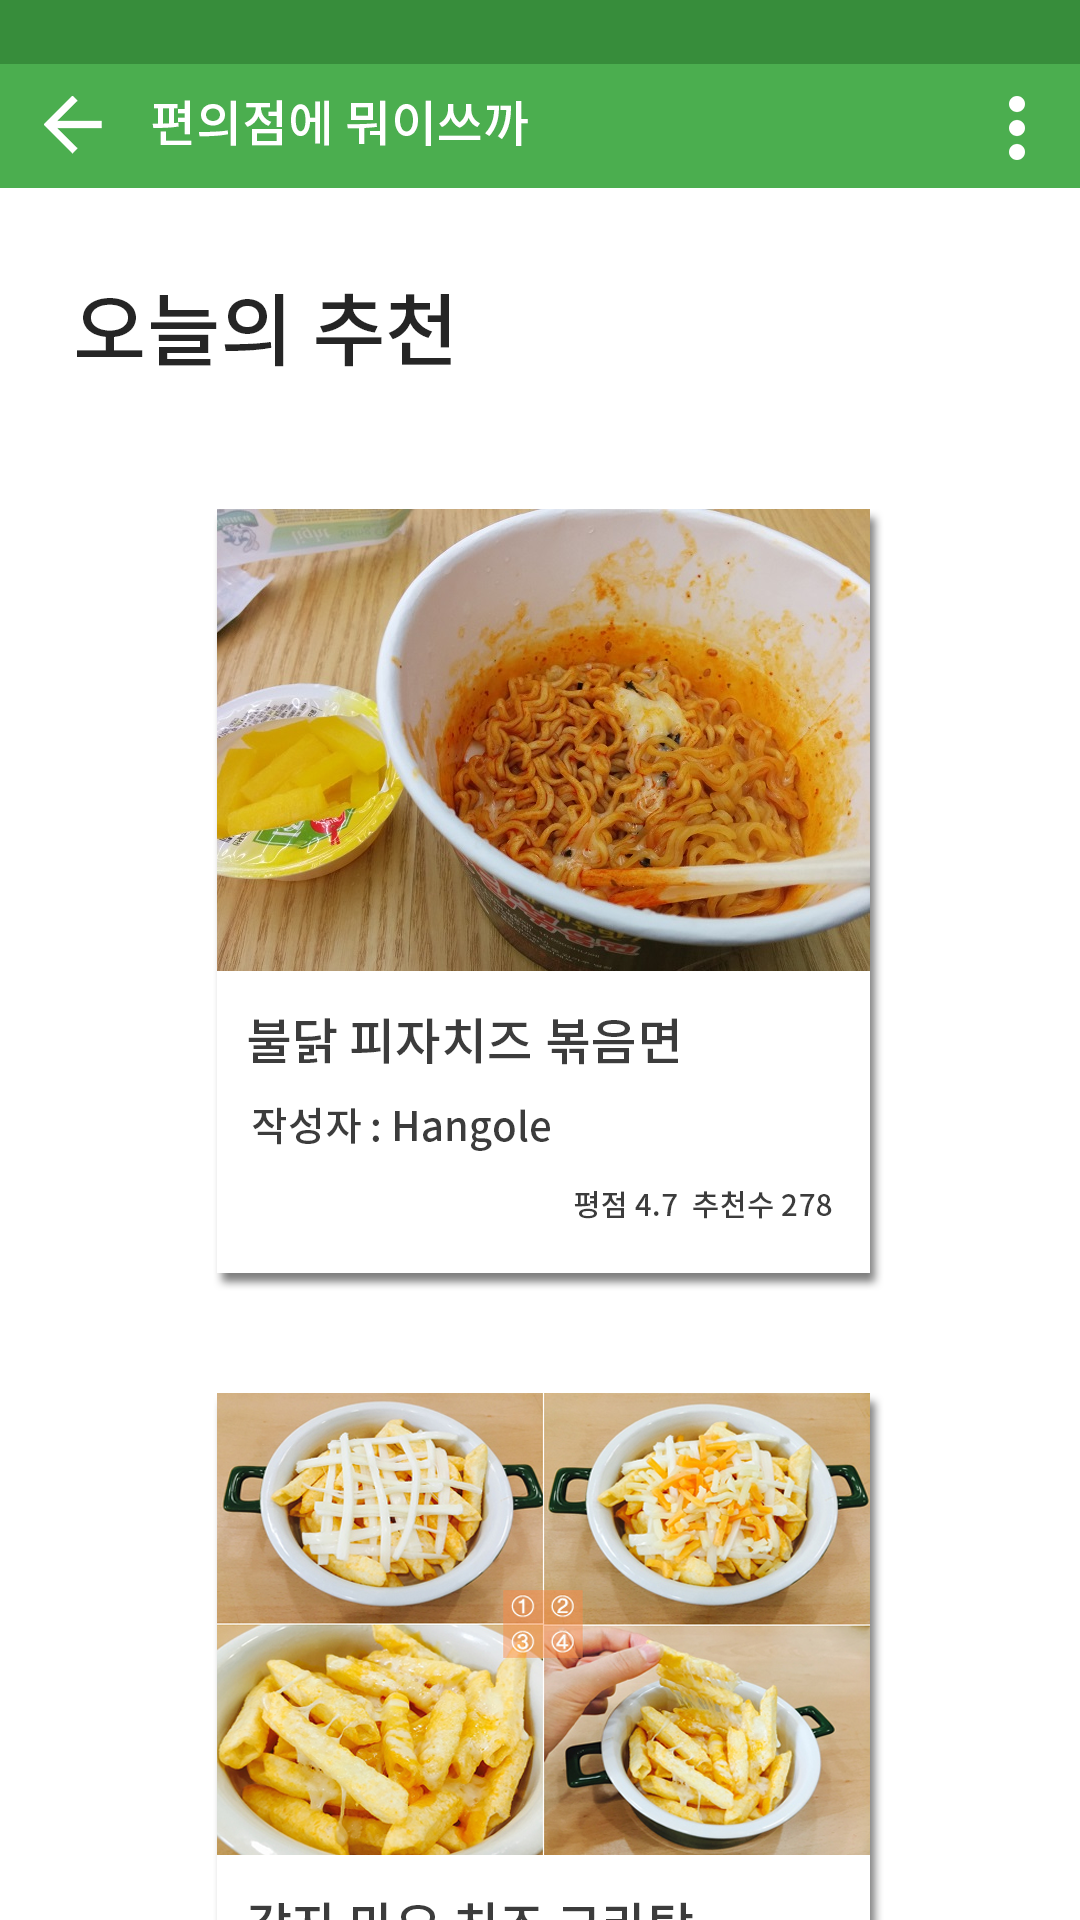 편의점에 뭐이쓰까
오늘의 추천
light
불닭 피자치즈 볶음면
작성자 : Hangole
평점 4.7 추천수 278
① ②
③ ④